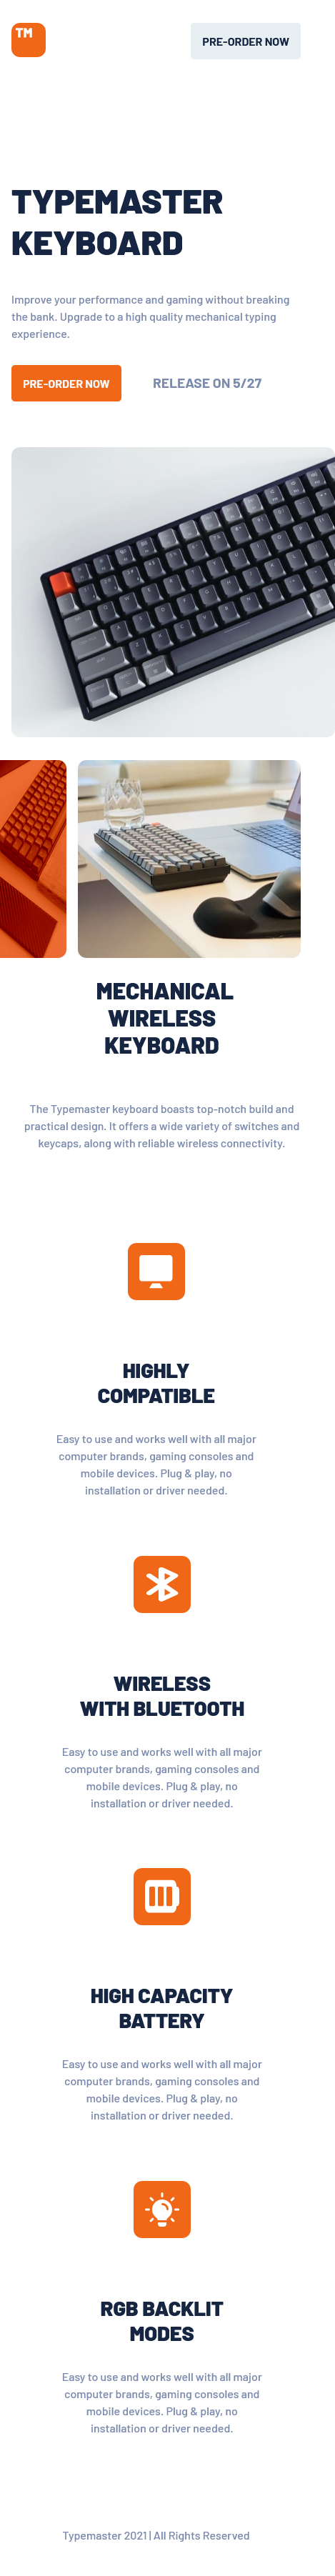 TM
PRE-ORDER NOW
TYPEMASTER
KEYBOARD
Improve your performance and gaming without breaking
the bank. Upgrade to a high quality mechanical typing
experience.
PRE-ORDER NOW
RELEASE ON 5/27
MECHANICAL
WIRELESS
KEYBOARD
The Typemaster keyboard boasts top-notch build and
practical design. It offers a wide variety of switches and
keycaps, along with reliable wireless connectivity.
HIGHLY
COMPATIBLE
Easy to use and works well with all major
computer brands, gaming consoles and
mobile devices. Plug & play, no
installation or driver needed.
WIRELESS
WITH BLUETOOTH
Easy to use and works well with all major
computer brands, gaming consoles and
mobile devices. Plug & play, no
installation or driver needed.
HIGH CAPACITY
BATTERY
Easy to use and works well with all major
computer brands, gaming consoles and
mobile devices. Plug & play, no
installation or driver needed.
RGB BACKLIT
MODES
Easy to use and works well with all major
computer brands, gaming consoles and
mobile devices. Plug & play, no
installation or driver needed.
Typemaster 2021 | All Rights Reserved